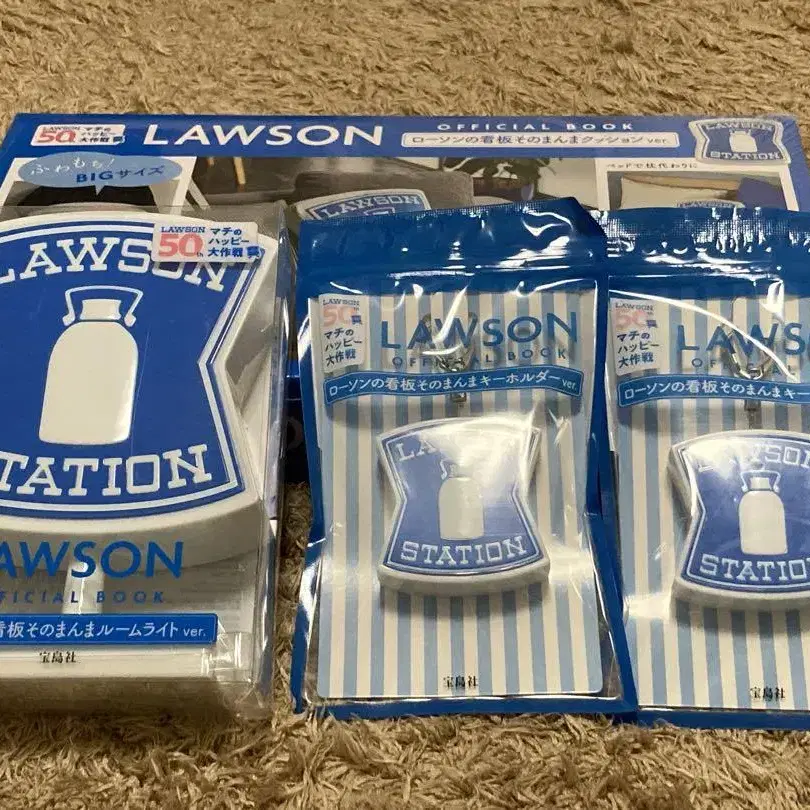 LAWSON 50th マチのハッピー大作戦
LAWSON
OFFICIAL BOOK
ローソンの看板そのまんまクッションver.
LAWSON
STATION
ふわもち!
BIGサイズ
ベッドで枕代わりに
LAWSON
LAWSON
STATION
LAWSON
50th
マチの
ハッピー
大作戦
LAWSON
OFFICIAL BOOK
看板そのまんまルームライト ver.
宝島社
LAWSON
50th
マチの
ハッピー
大作戦
LAWSON
OFFICIAL BOOK
ローソンの看板そのまんまキーホルダーver.
LAWSON
STATION
宝島社
LAWSON
50th
マチの
ハッピー
大作戦
LAWSON
OFFICIAL BOOK
ローソンの看板そのまんまキー
LAWSON
STATION
宝島社